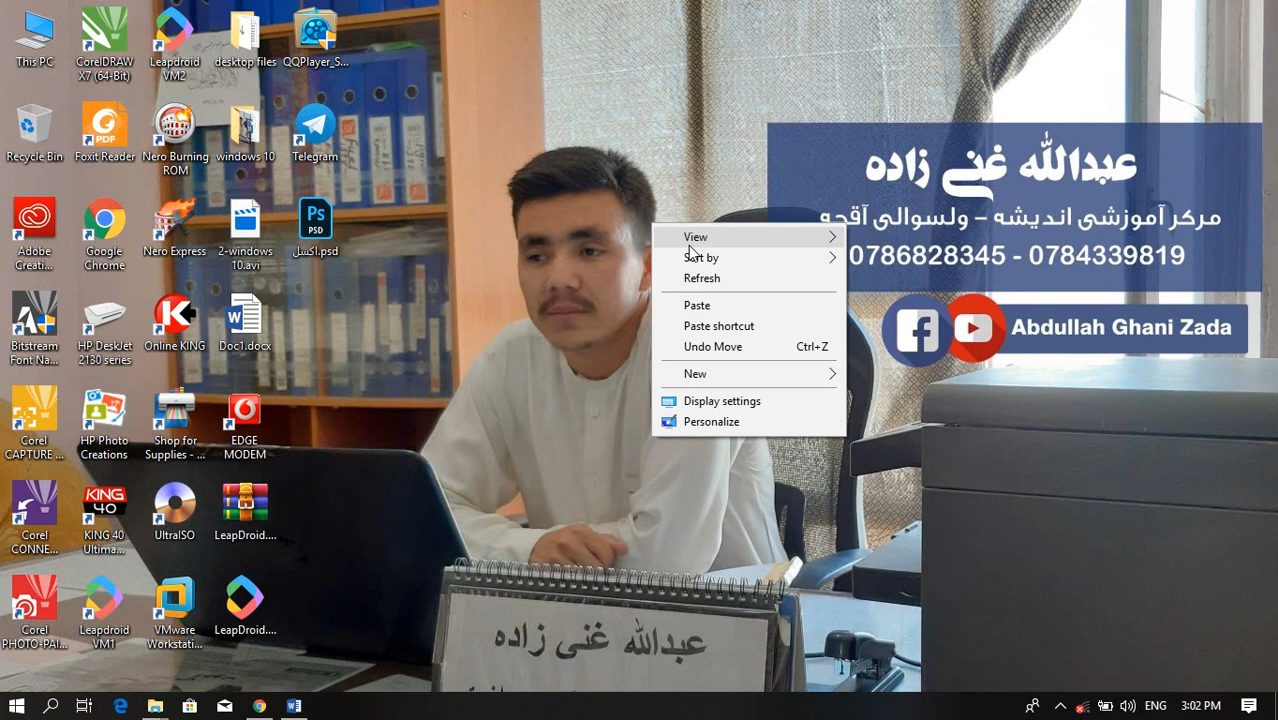 This PC
CorelDRAW
X7 (64-Bit)
Leapdroid
VM2
desktop files
QQPlayer_S...
Recycle Bin
Foxit Reader
Nero Burning
ROM
windows 10
Telegram
Adobe
Creati...
Google
Chrome
Nero Express
2-windows
10.avi
اکسل.psd
Bitstream
Font Na...
HP DeskJet
2130 series
Online KING
Doc1.docx
Corel
CAPTURE ...
HP Photo
Creations
Shop for
Supplies - ...
EDGE
MODEM
Corel
CONNE...
KING 40
Ultima...
UltraISO
LeapDroid....
Corel
PHOTO-PAI...
Leapdroid
VM1
VMware
Workstati...
LeapDroid....
PDF
Ps
PSD
KING
40
View
Sort by
Refresh
Paste
Paste shortcut
Undo Move Ctrl+Z
New
Display settings
Personalize
عبدالله غنی زاده
مرکز آموزشی اندیشه - ولسوالی آقچه
0786828345 - 0784339819
Abdullah Ghani Zada
عبدالله غنی زاده
ENG 3:02 PM